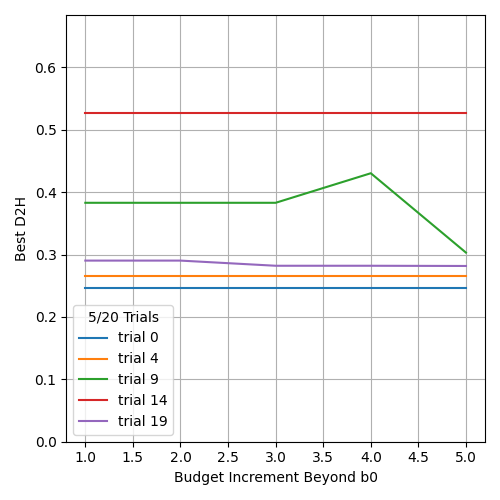 0.6
0.5
0.4
0.3
0.2
0.1
0.0
Best D2H
5/20 Trials
trial 0
trial 4
trial 9
trial 14
trial 19
1.0 1.5 2.0 2.5 3.0 3.5 4.0 4.5 5.0
Budget Increment Beyond b0